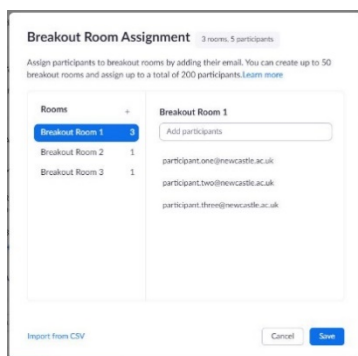 Breakout Room Assignment 3 rooms, 5 participants
Assign participants to breakout rooms by adding their email. You can create up to 50
breakout rooms and assign up to a total of 200 participants.Learn more
Rooms +
Breakout Room 1 3
Breakout Room 2 1
Breakout Room 3 1
Breakout Room 1
Add participants
participant.one@newcastle.ac.uk
participant.two@newcastle.ac.uk
participant.three@newcastle.ac.uk
Import from CSV
Cancel Save